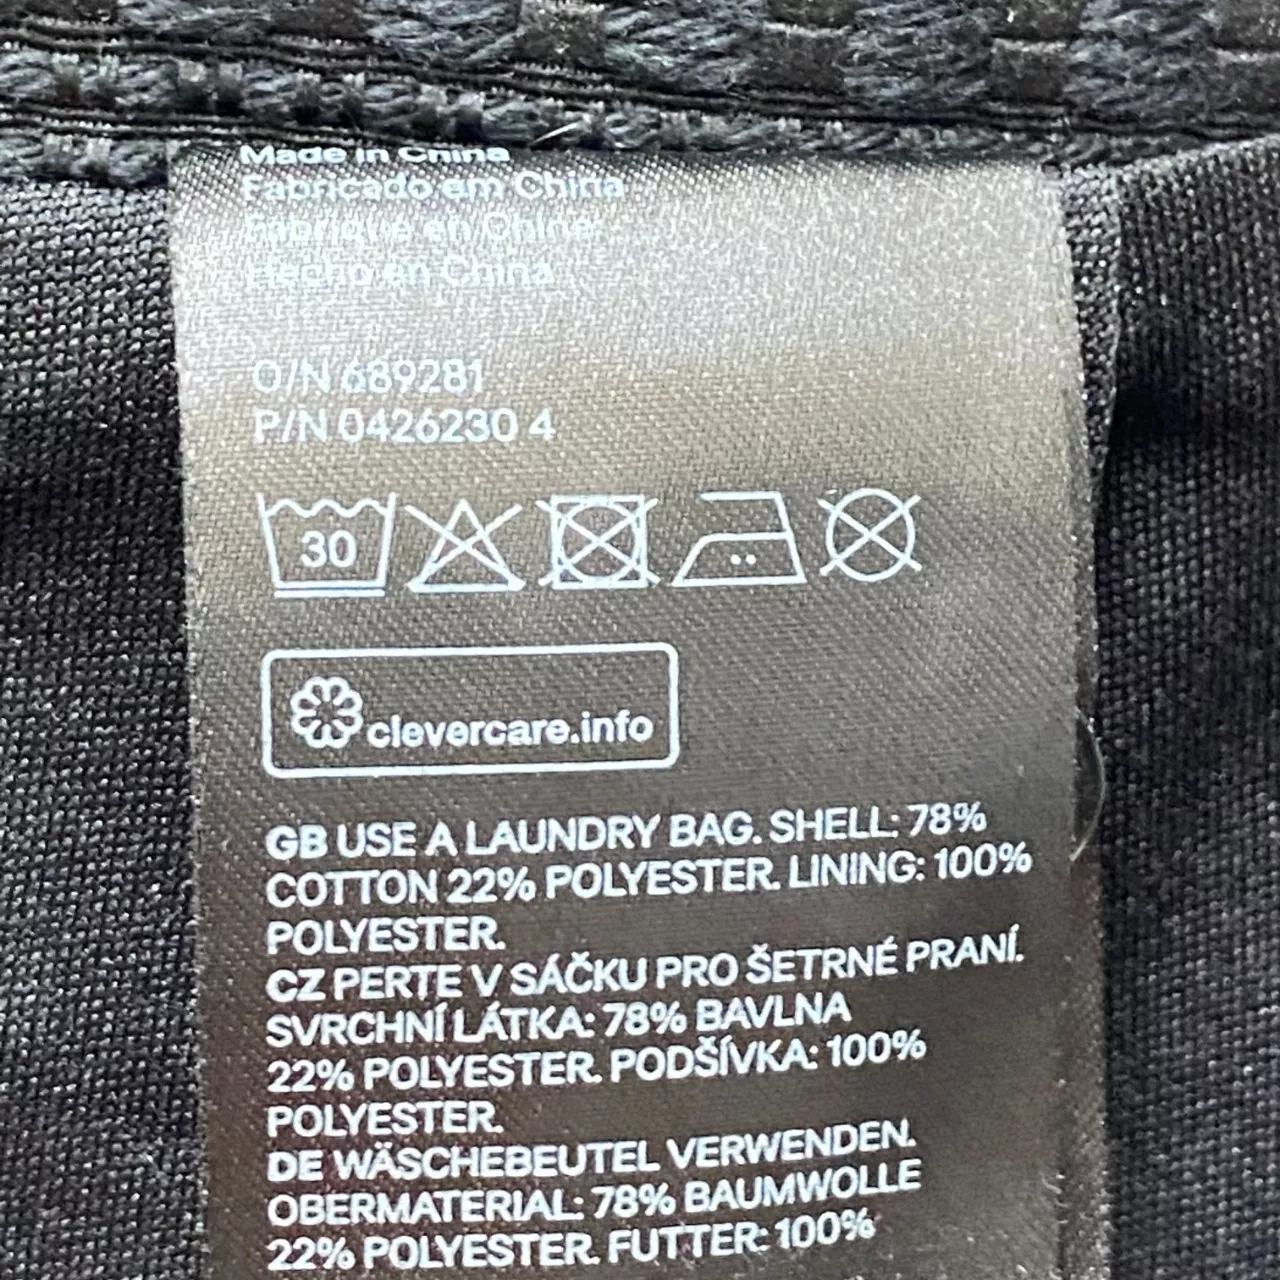 Made in China
Fabricado em China
Fabriqué en Chine
Hecho en China
O/N 689281
P/N 0426230 4
30
clevercare.info
GB USE A LAUNDRY BAG. SHELL: 78%
COTTON 22% POLYESTER. LINING: 100%
POLYESTER.
CZ PERTE V SÁČKU PRO ŠETRNÉ PRANÍ.
SVRCHNÍ LÁTKA: 78% BAVLNA
22% POLYESTER. PODŠÍVKA: 100%
POLYESTER.
DE WÄSCHEBEUTEL VERWENDEN.
OBERMATERIAL: 78% BAUMWOLLE
22% POLYESTER. FUTTER: 100%